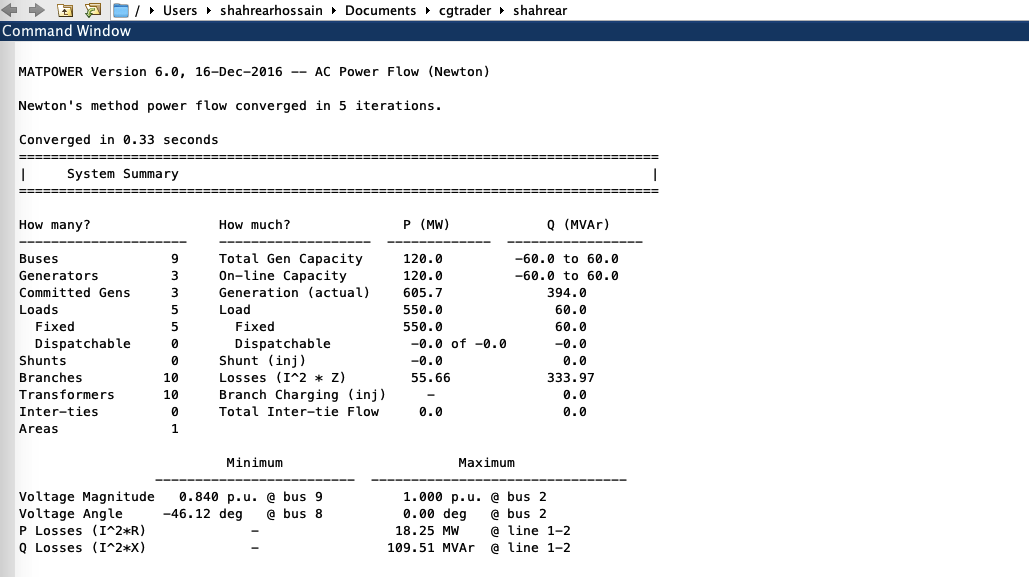 / ▸ Users ▸ shahrearhossain ▸ Documents ▸ cgtrader ▸ shahrear
Command Window
MATPOWER Version 6.0, 16-Dec-2016 -- AC Power Flow (Newton)
Newton's method power flow converged in 5 iterations.
Converged in 0.33 seconds
================================================================================
|     System Summary                                                           |
================================================================================
How many?                How much?              P (MW)            Q (MVAr)
---------------------    -------------------  -------------  -----------------
Buses              9     Total Gen Capacity     120.0         -60.0 to 60.0
Generators         3     On-line Capacity       120.0         -60.0 to 60.0
Committed Gens     3     Generation (actual)    605.7             394.0
Loads              5     Load                   550.0              60.0
  Fixed            5       Fixed                550.0              60.0
  Dispatchable     0       Dispatchable          -0.0 of -0.0      -0.0
Shunts             0     Shunt (inj)             -0.0               0.0
Branches          10     Losses (I^2 * Z)        55.66            333.97
Transformers      10     Branch Charging (inj)     -                0.0
Inter-ties         0     Total Inter-tie Flow     0.0               0.0
Areas              1
                          Minimum                      Maximum
                 -------------------------  --------------------------------
Voltage Magnitude   0.840 p.u. @ bus 9          1.000 p.u. @ bus 2
Voltage Angle     -46.12 deg   @ bus 8          0.00 deg   @ bus 2
P Losses (I^2*R)             -                 18.25 MW    @ line 1-2
Q Losses (I^2*X)             -                109.51 MVAr  @ line 1-2